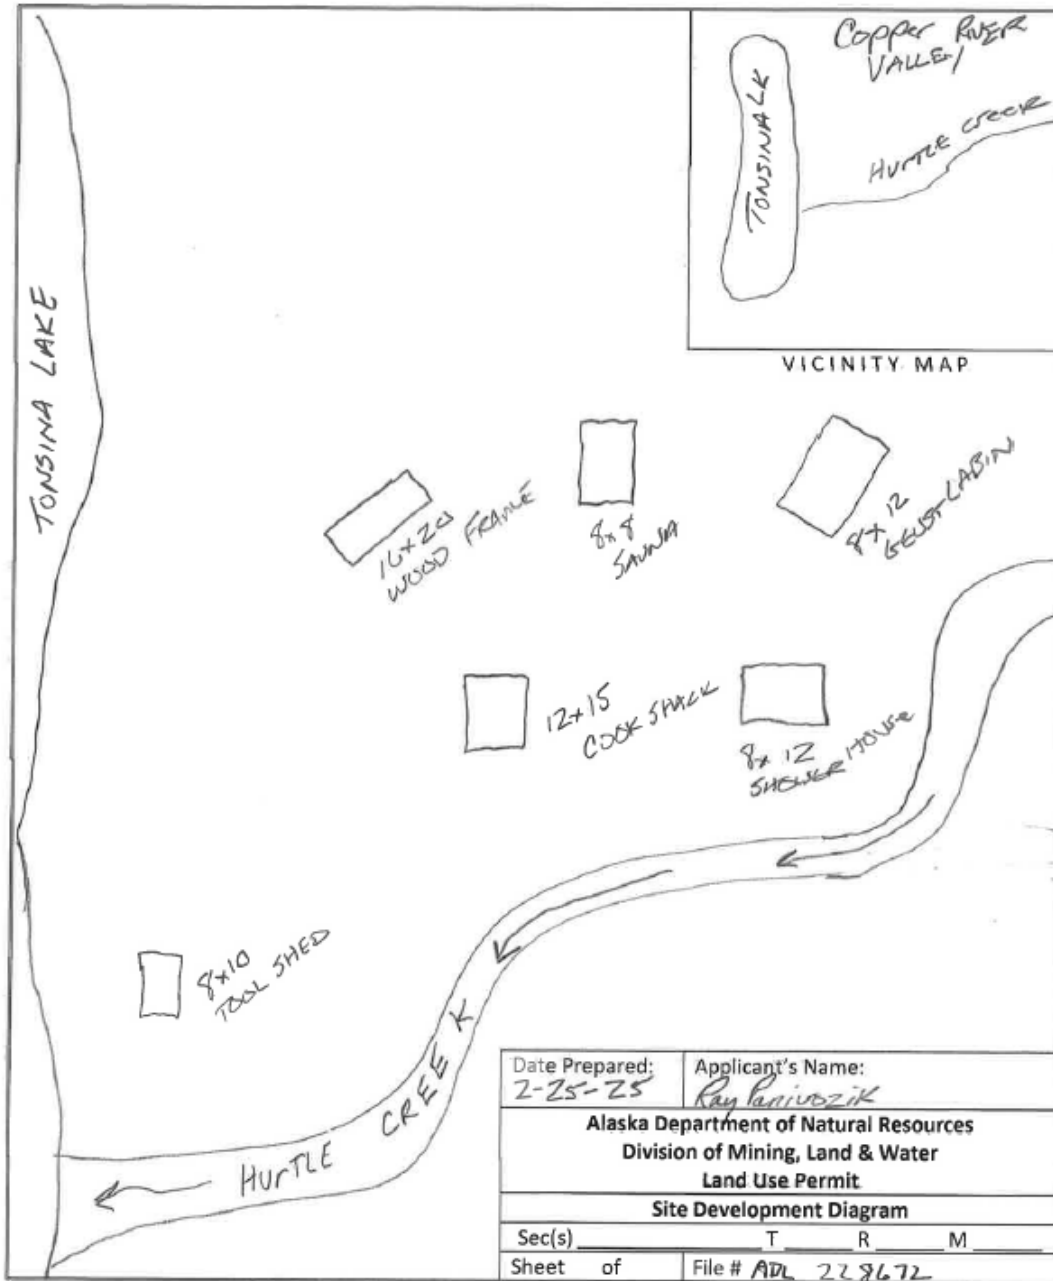 Copper RIVER
VALLEY
TONSINA LK
HURTLE CREEK
VICINITY MAP
TONSINA LAKE
16x20
WOOD FRAME
8x8
SAUNA
8x12
GEUST CABIN
12x15
COOK SHACK
8x12
SHOWER HOUSE
8x10
TOOL SHED
HURTLE CREEK
Date Prepared:
2-25-25
Applicant's Name:
Ray
Alaska Department of Natural Resources
Division of Mining, Land & Water
Land Use Permit
Site Development Diagram
Sec(s) T R M
Sheet of
File # ADL 228672